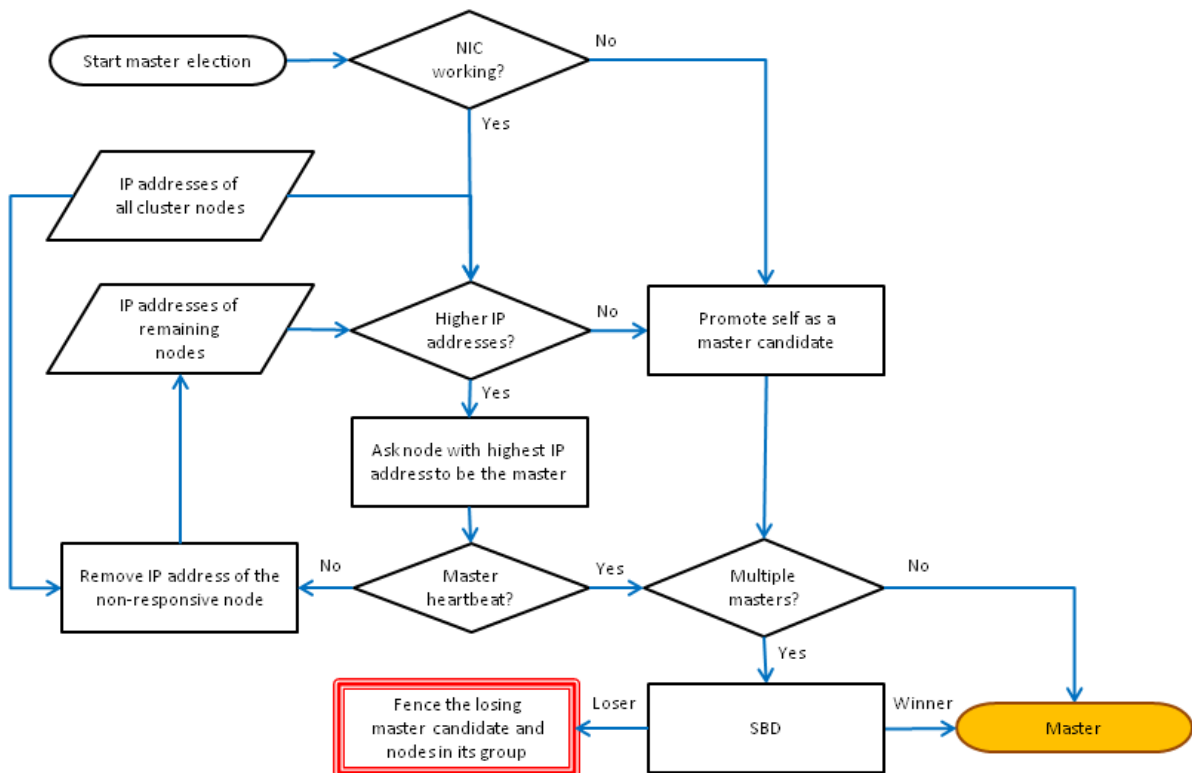 Start master election
NIC
working?
No
Yes
IP addresses of
all cluster nodes
IP addresses of
remaining
nodes
Higher IP
addresses?
No
Promote self as a
master candidate
Yes
Ask node with highest IP
address to be the master
Remove IP address of the
non-responsive node
No
Master
heartbeat?
Yes
Multiple
masters?
No
Yes
Fence the losing
master candidate and
nodes in its group
Loser
SBD
Winner
Master